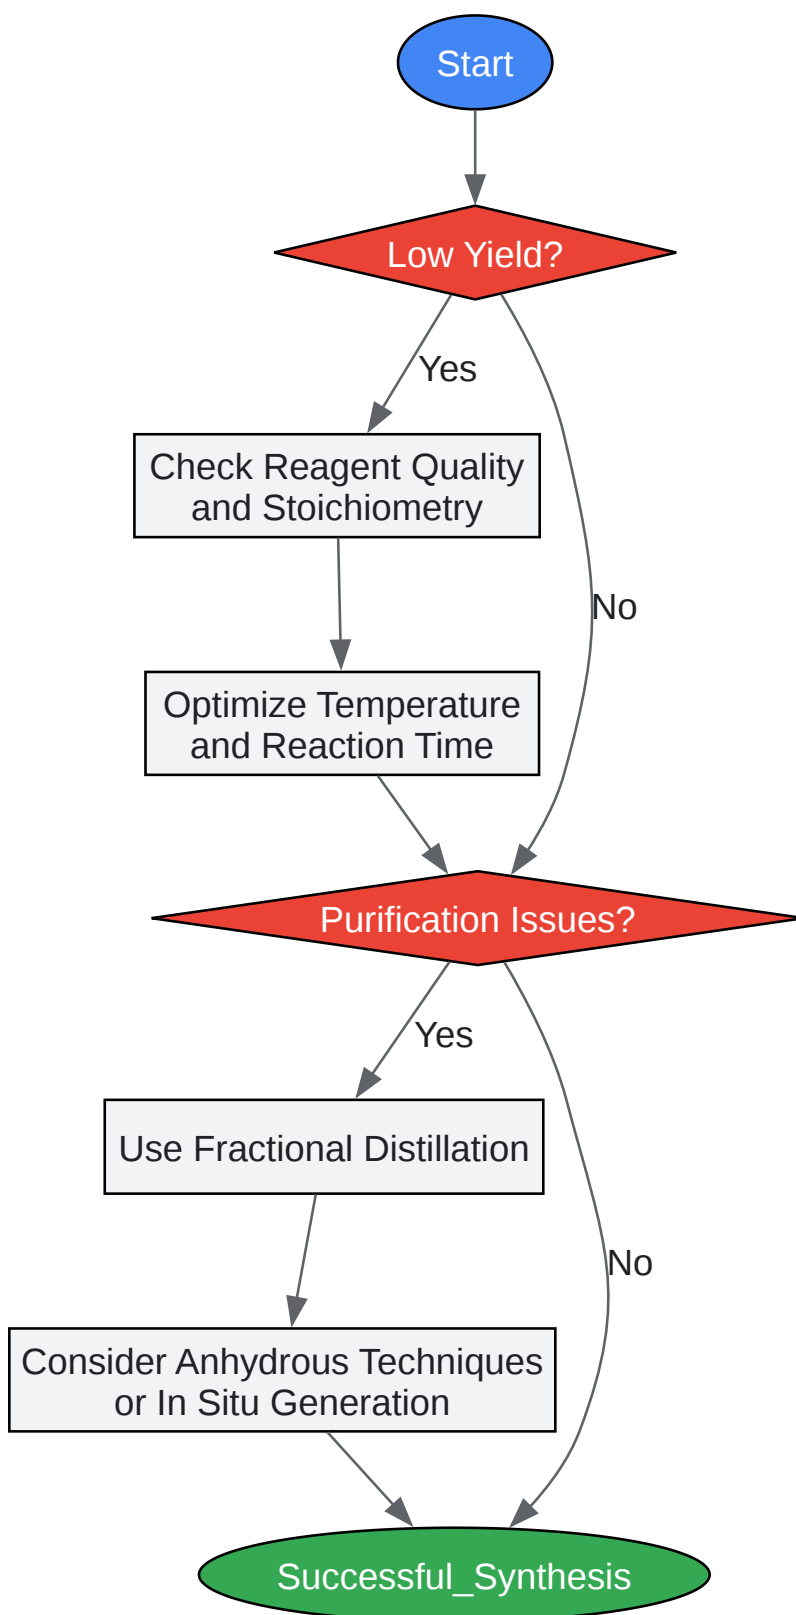 Start
Low Yield?
Yes
Check Reagent Quality
and Stoichiometry
No
Optimize Temperature
and Reaction Time
Purification Issues?
Yes
Use Fractional Distillation
No
Consider Anhydrous Techniques
or In Situ Generation
Successful_Synthesis